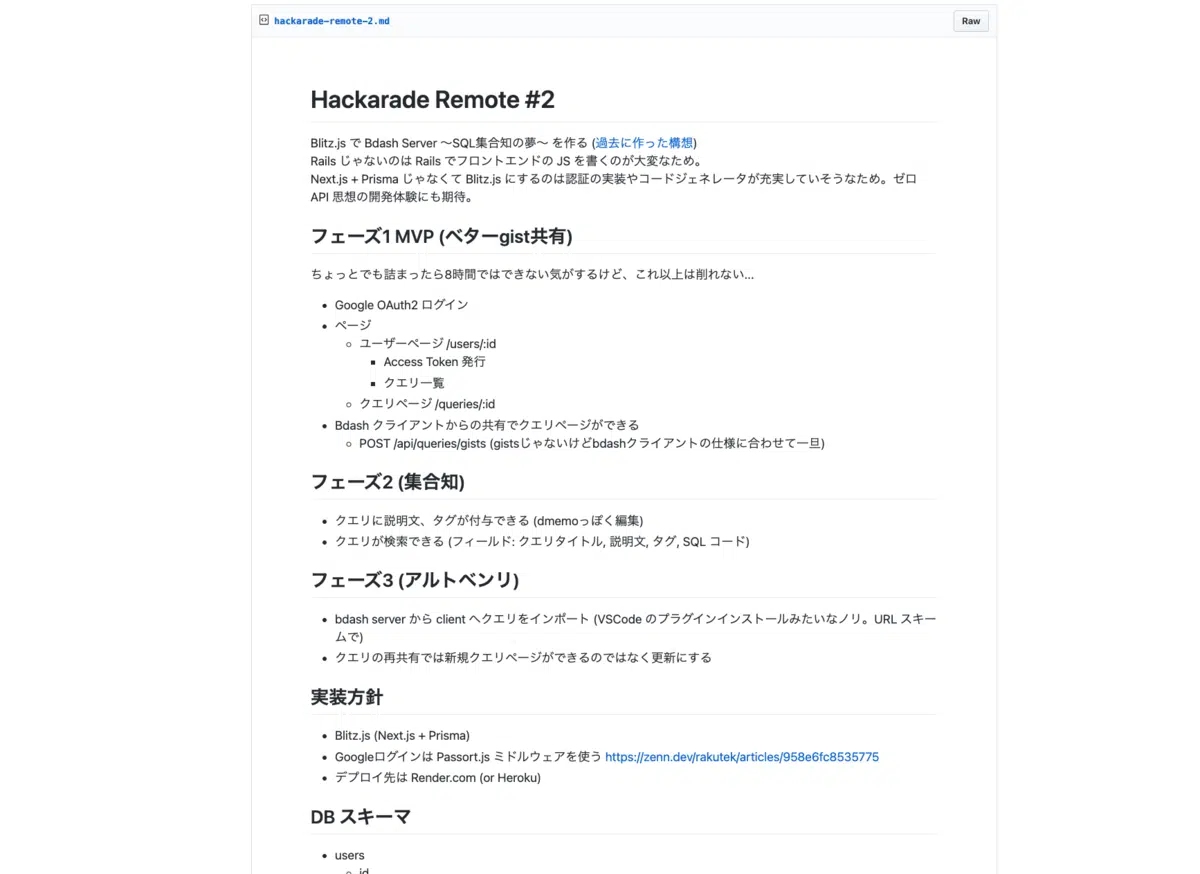 hackarade-remote-2.md
Raw
Hackarade Remote #2
Blitz.js で Bdash Server 〜SQL集合知の夢〜 を作る (過去に作った構想)
Rails じゃないのは Rails でフロントエンドの JS を書くのが大変なため。
Next.js + Prisma じゃなくて Blitz.js にするのは認証の実装やコードジェネレータが充実していそうなため。ゼロ
API 思想の開発体験にも期待。
フェーズ1 MVP (ベターgist共有)
ちょっとでも詰まったら8時間ではできない気がするけど、これ以上は削れない...
Google OAuth2 ログイン
ページ
ユーザーページ /users/:id
Access Token 発行
クエリ一覧
クエリページ /queries/:id
Bdash クライアントからの共有でクエリページができる
POST /api/queries/gists (gistsじゃないけどbdashクライアントの仕様に合わせて一旦)
フェーズ2 (集合知)
クエリに説明文、タグが付与できる (dmemoっぽく編集)
クエリが検索できる (フィールド: クエリタイトル, 説明文, タグ, SQL コード)
フェーズ3 (アルトベンリ)
bdash server から client へクエリをインポート (VSCode のプラグインインストールみたいなノリ。URL スキー
ムで)
クエリの再共有では新規クエリページができるのではなく更新にする
実装方針
Blitz.js (Next.js + Prisma)
Googleログインは Passort.js ミドルウェアを使う https://zenn.dev/rakutek/articles/958e6fc8535775
デプロイ先は Render.com (or Heroku)
DB スキーマ
users
id